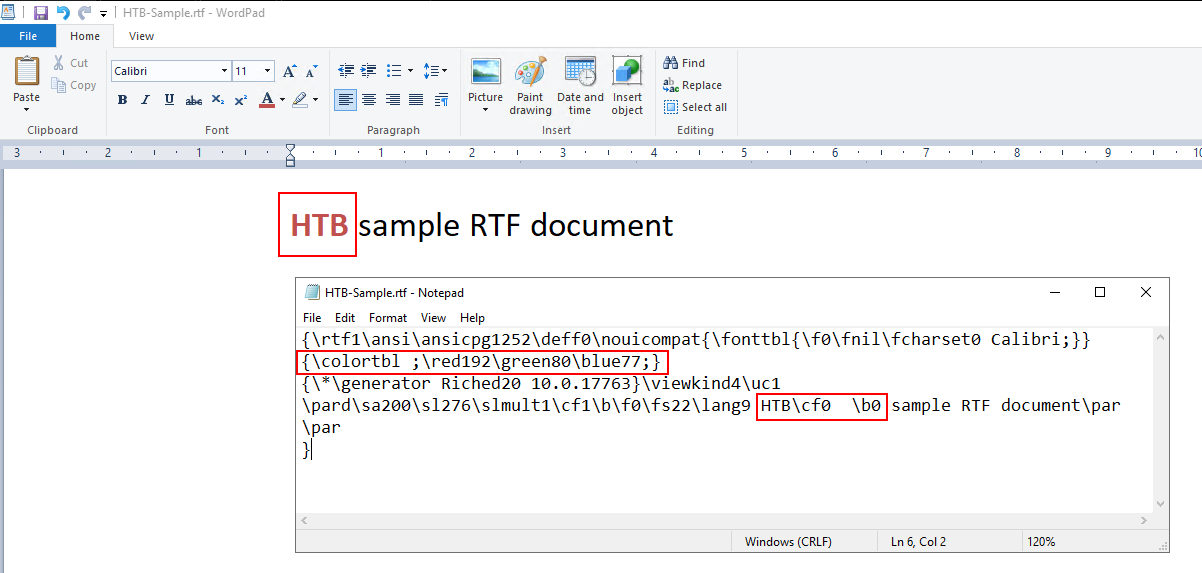 HTB-Sample.rtf - WordPad
File Home View
Paste
Cut
Copy
Clipboard
Calibri 11 A A
B I U abc X₂ X² A
Font
Paragraph
Picture
Paint drawing
Date and time
Insert object
Insert
Find
Replace
Select all
Editing
3 2 1 1 2 3 4 5 6 7 8 9 10
HTB sample RTF document
HTB-Sample.rtf - Notepad
File Edit Format View Help
{\rtf1\ansi\ansicpg1252\deff0\nouicompat{\fonttbl{\f0\fnil\fcharset0 Calibri;}}
{\colortbl ;\red192\green80\blue77;}
{\*\generator Riched20 10.0.17763}\viewkind4\uc1
\pard\sa200\sl276\slmult1\cf1\b\f0\fs22\lang9 HTB\cf0  \b0 sample RTF document\par
\par
}
Windows (CRLF) Ln 6, Col 2 120%